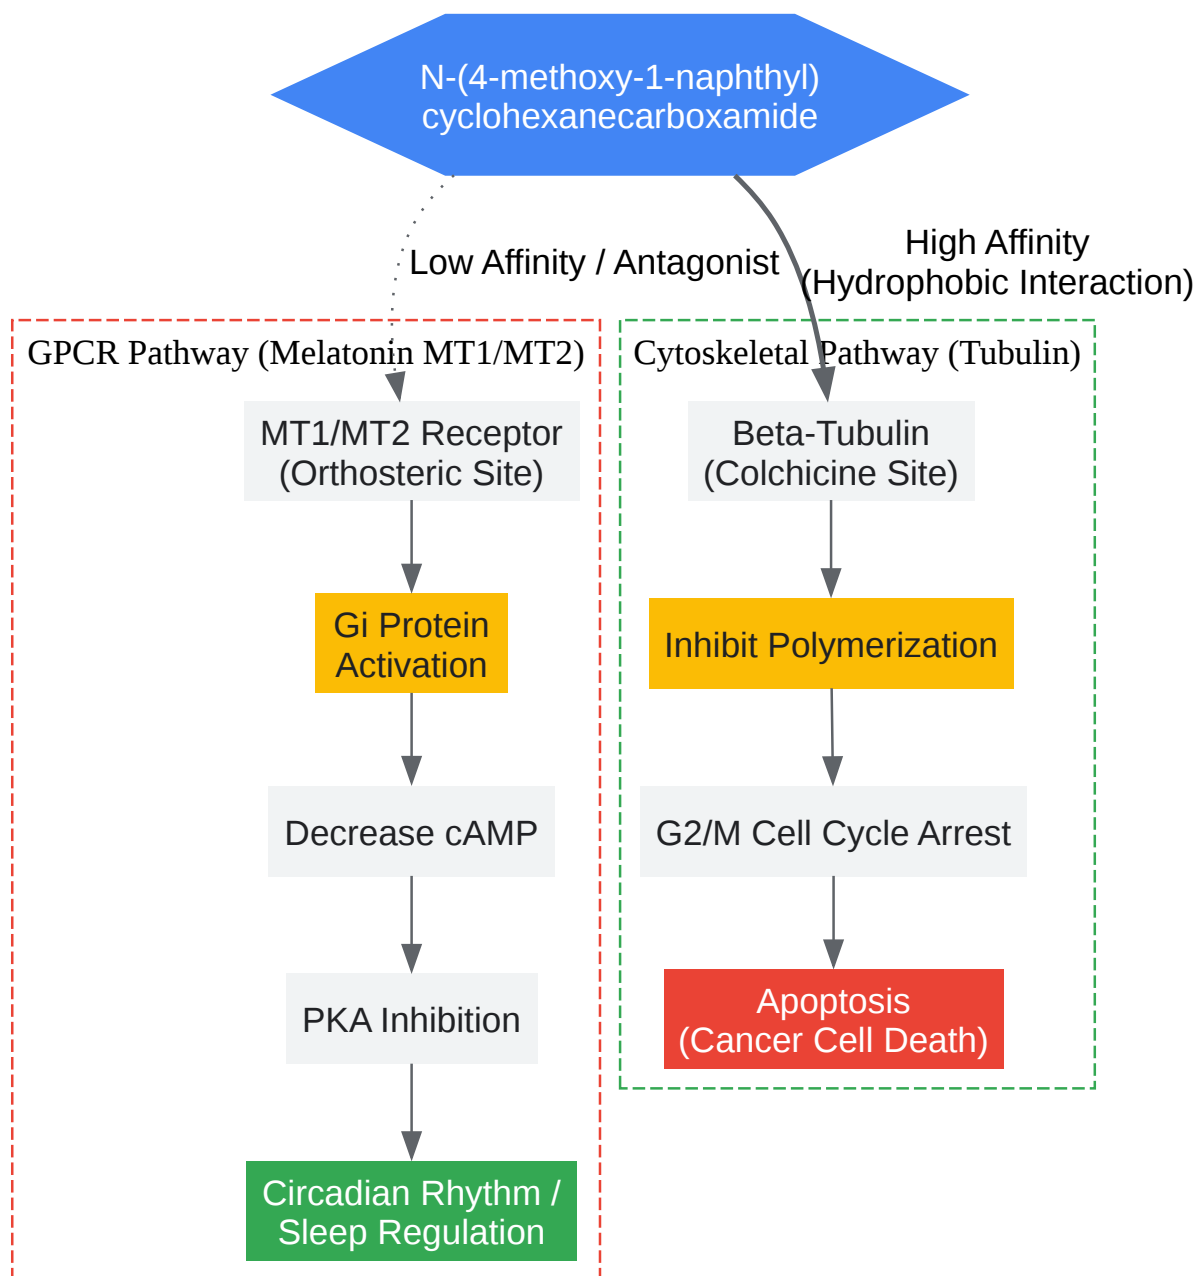 N-(4-methoxy-1-naphthyl)
cyclohexanecarboxamide
Low Affinity / Antagonist
High Affinity
(Hydrophobic Interaction)
GPCR Pathway (Melatonin MT1/MT2)
MT1/MT2 Receptor
(Orthosteric Site)
Gi Protein
Activation
Decrease cAMP
PKA Inhibition
Circadian Rhythm /
Sleep Regulation
Cytoskeletal Pathway (Tubulin)
Beta-Tubulin
(Colchicine Site)
Inhibit Polymerization
G2/M Cell Cycle Arrest
Apoptosis
(Cancer Cell Death)